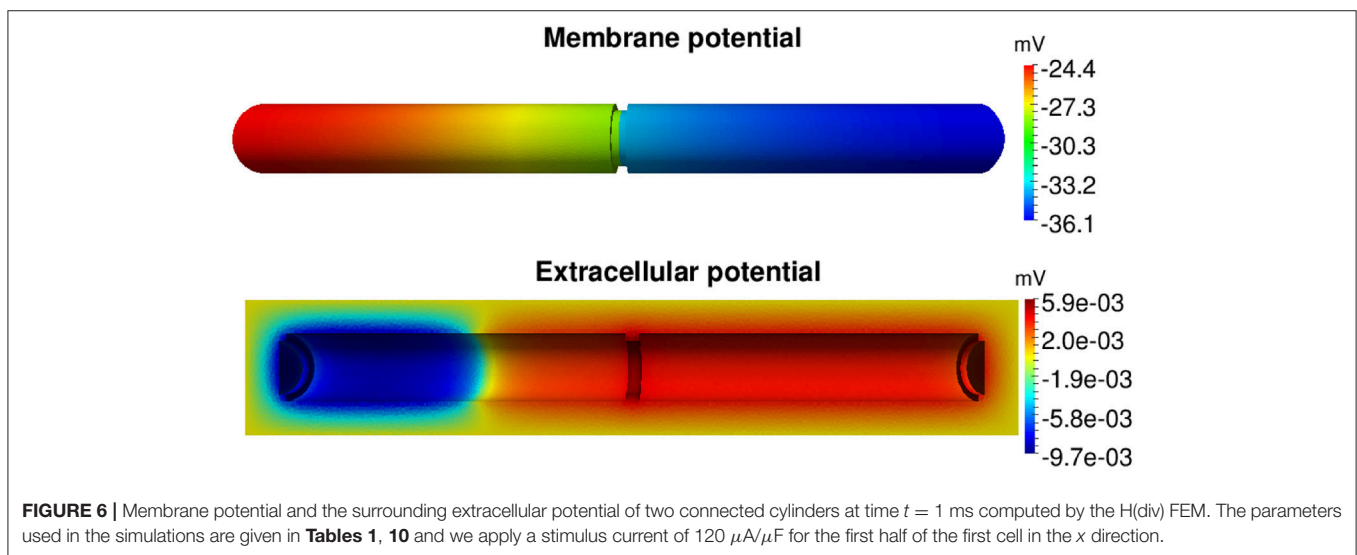 Membrane potential
mV
-24.4
-27.3
-30.3
-33.2
-36.1
Extracellular potential
mV
5.9e-03
2.0e-03
-1.9e-03
-5.8e-03
-9.7e-03
FIGURE 6 | Membrane potential and the surrounding extracellular potential of two connected cylinders at time t = 1 ms computed by the H(div) FEM. The parameters
used in the simulations are given in Tables 1, 10 and we apply a stimulus current of 120 μA/μF for the first half of the first cell in the x direction.